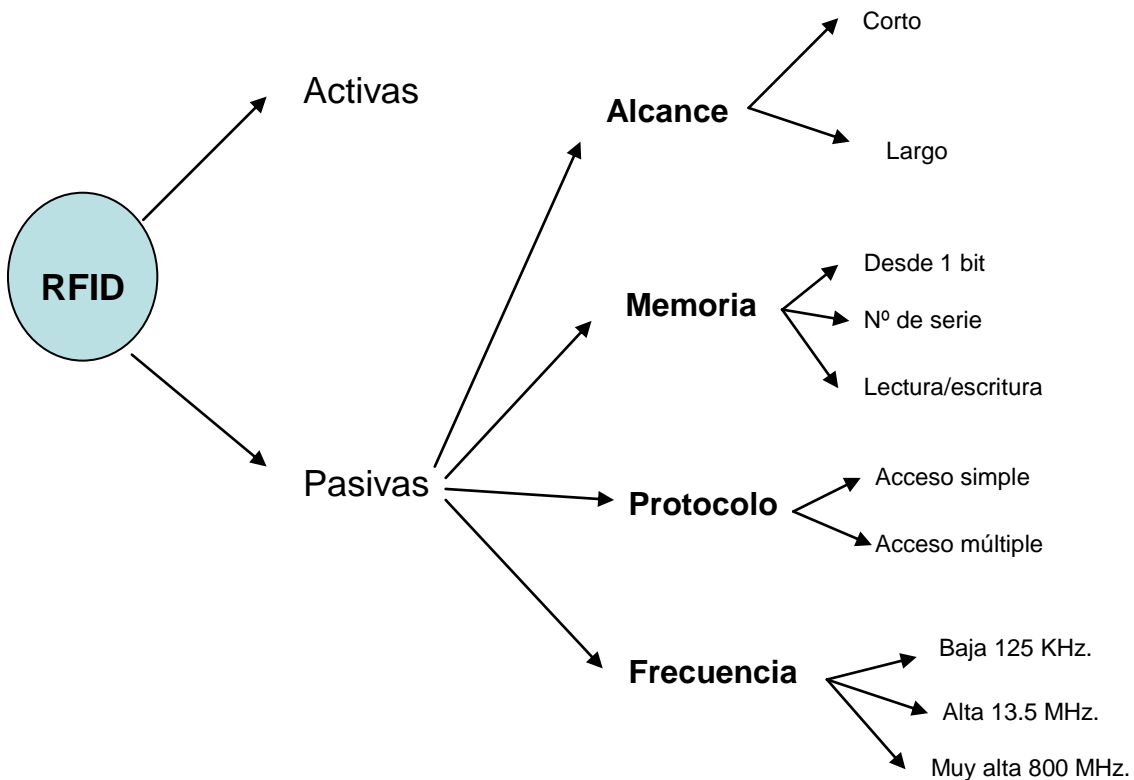 RFID
Activas
Pasivas
Alcance
Corto
Largo
Memoria
Desde 1 bit
Nº de serie
Lectura/escritura
Protocolo
Acceso simple
Acceso múltiple
Frecuencia
Baja 125 KHz.
Alta 13.5 MHz.
Muy alta 800 MHz.